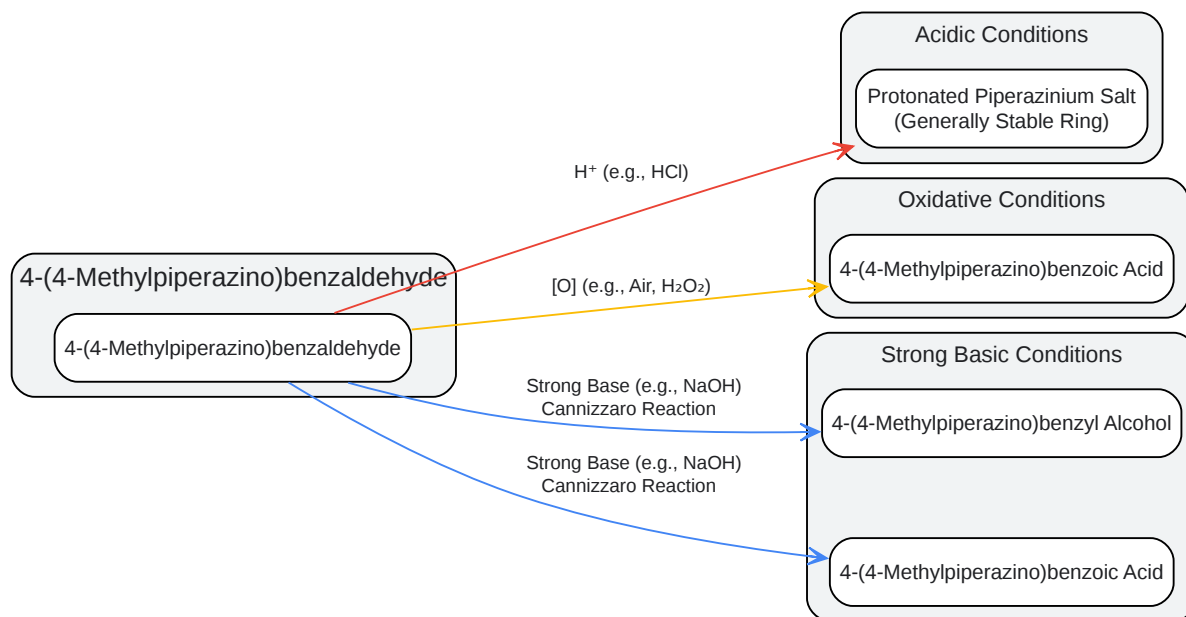 Acidic Conditions
Protonated Piperazinium Salt
(Generally Stable Ring)
H⁺ (e.g., HCl)
Oxidative Conditions
4-(4-Methylpiperazino)benzoic Acid
[O] (e.g., Air, H₂O₂)
4-(4-Methylpiperazino)benzaldehyde
4-(4-Methylpiperazino)benzaldehyde
Strong Basic Conditions
Strong Base (e.g., NaOH)
Cannizzaro Reaction
4-(4-Methylpiperazino)benzyl Alcohol
Strong Base (e.g., NaOH)
Cannizzaro Reaction
4-(4-Methylpiperazino)benzoic Acid